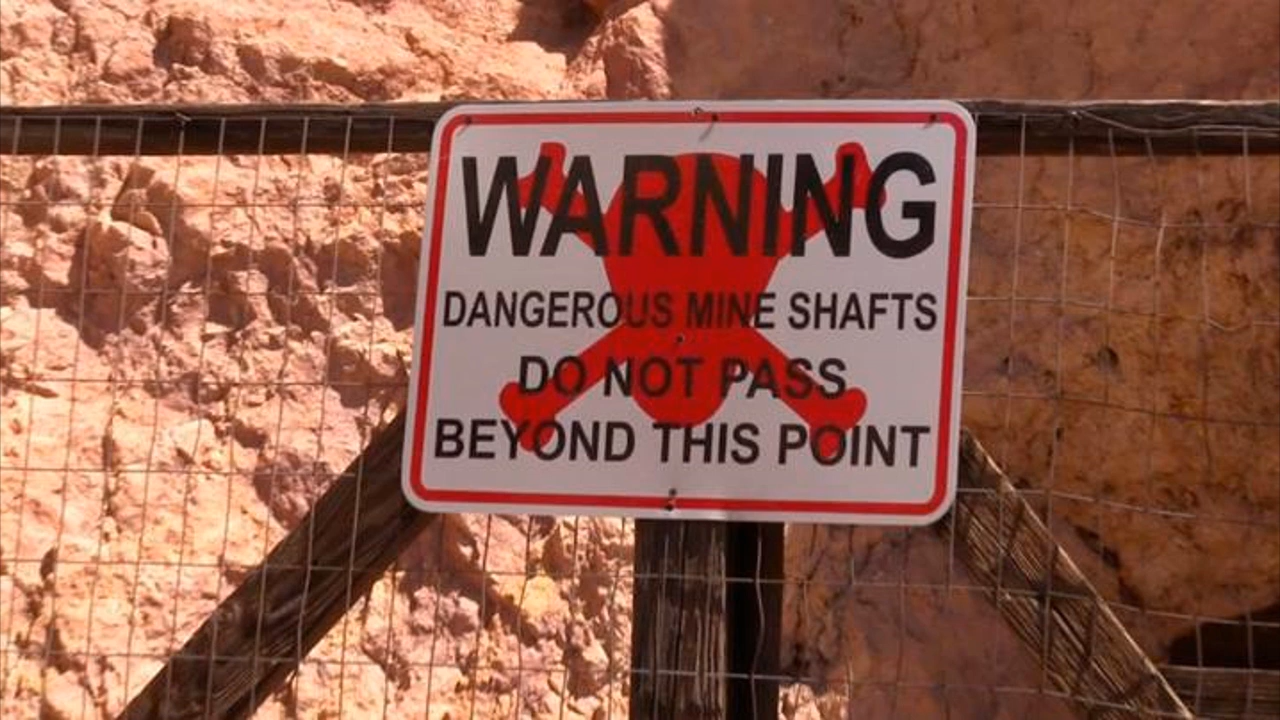 WARNING
DANGEROUS MINE SHAFTS
DO NOT PASS
BEYOND THIS POINT